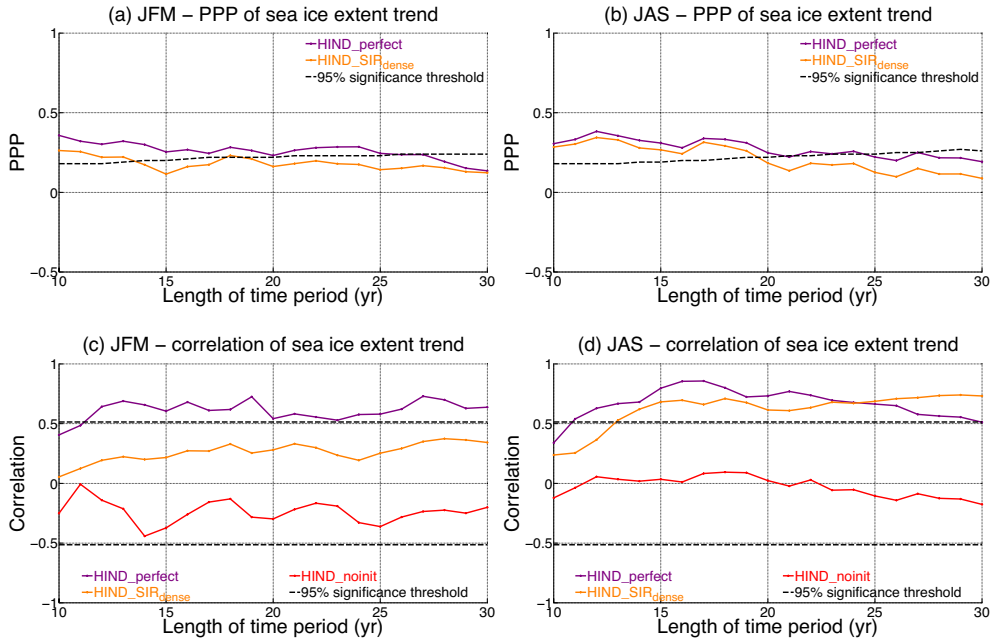 (a) JFM – PPP of sea ice extent trend
1
0.5
0
−0.5
PPP
HIND_perfect
HIND_SIRdense
95% significance threshold
10 15 20 25 30
Length of time period (yr)
(b) JAS – PPP of sea ice extent trend
1
0.5
0
−0.5
PPP
HIND_perfect
HIND_SIRdense
95% significance threshold
10 15 20 25 30
Length of time period (yr)
(c) JFM – correlation of sea ice extent trend
1
0.5
0
−0.5
−1
Correlation
HIND_perfect
HIND_SIRdense
HIND_noinit
95% significance threshold
10 15 20 25 30
Length of time period (yr)
(d) JAS – correlation of sea ice extent trend
1
0.5
0
−0.5
−1
Correlation
HIND_perfect
HIND_SIRdense
HIND_noinit
95% significance threshold
10 15 20 25 30
Length of time period (yr)